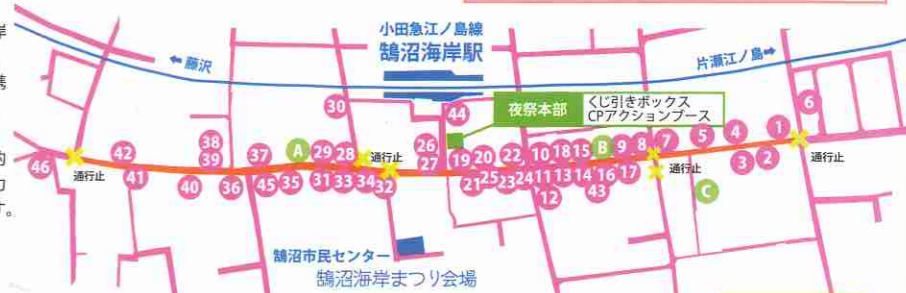 岸
携
的
カ
す。
小田急江ノ島線
鵠沼海岸駅
←藤沢
片瀬江ノ島→
夜祭本部
くじ引きボックス
CPアクションブース
30
44
6
38
39
37
A
29
28
通行止
26
27
19
20
22
10
18
15
B
9
8
7
5
4
1
46
42
通行止
41
40
36
45
35
31
33
34
32
21
25
23
24
11
13
14
16
17
12
43
通行止
3
2
通行止
C
鵠沼市民センター
鵠沼海岸まつり会場